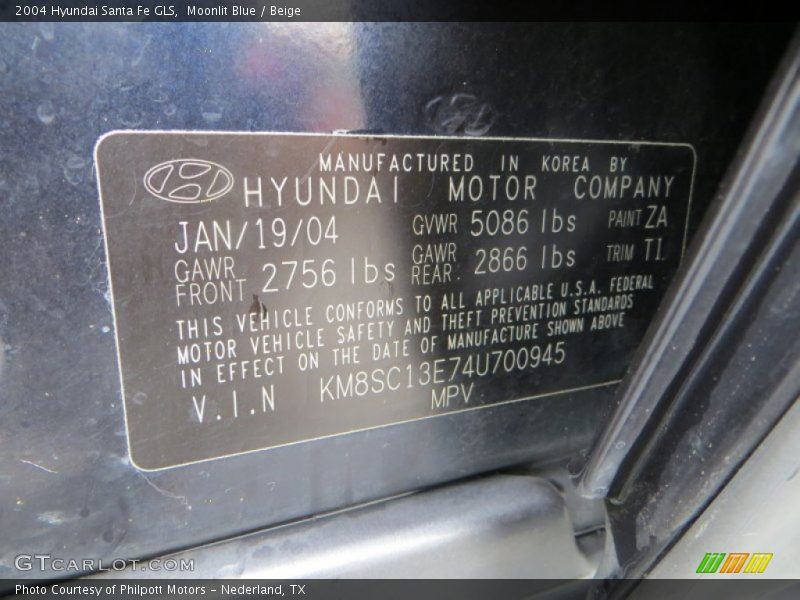 2004 Hyundai Santa Fe GLS, Moonlit Blue / Beige
MANUFACTURED IN KOREA BY
HYUNDAI MOTOR COMPANY
JAN/19/04 GVWR 5086 lbs PAINT ZA
GAWR FRONT 2756 lbs GAWR REAR. 2866 lbs TRIM TI
THIS VEHICLE CONFORMS TO ALL APPLICABLE U.S.A. FEDERAL
MOTOR VEHICLE SAFETY AND THEFT PREVENTION STANDARDS
IN EFFECT ON THE DATE OF MANUFACTURE SHOWN ABOVE
V.I.N KM8SC13E74U700945
MPV
GTCARLOT.COM
Photo Courtesy of Philpott Motors - Nederland, TX